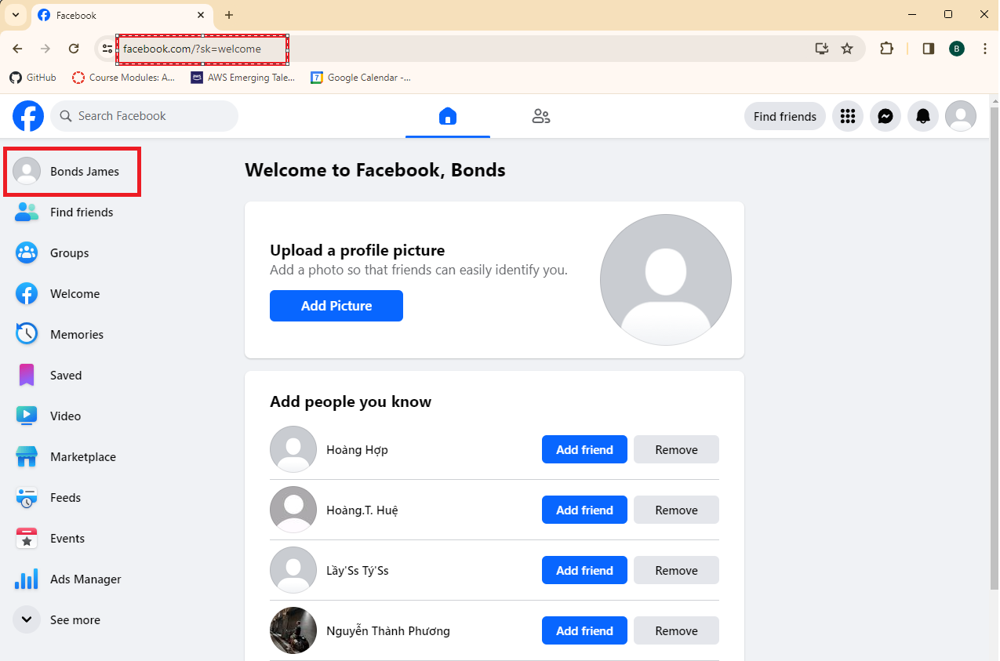 Facebook
facebook.com/?sk=welcome
B
GitHub
Course Modules: A...
aws
AWS Emerging Tale...
7
Google Calendar -...
Search Facebook
Find friends
Bonds James
Find friends
Groups
Welcome
Memories
Saved
Video
Marketplace
Feeds
Events
Ads Manager
See more
Welcome to Facebook, Bonds
Upload a profile picture
Add a photo so that friends can easily identify you.
Add Picture
Add people you know
Hoàng Hợp Add friend Remove
Hoàng.T. Huệ Add friend Remove
Lầy'Ss Tý'Ss Add friend Remove
Nguyễn Thành Phương Add friend Remove